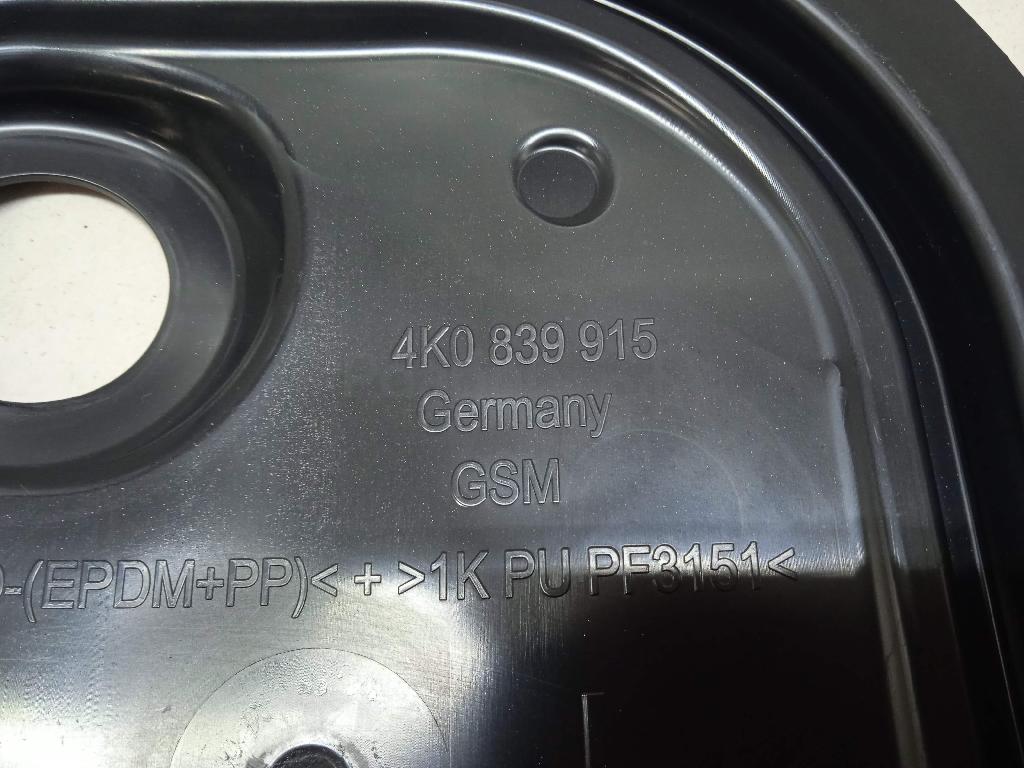 4K0 839 915
Germany
GSM
-(EPDM+PP)< + >1K PU PF3151<